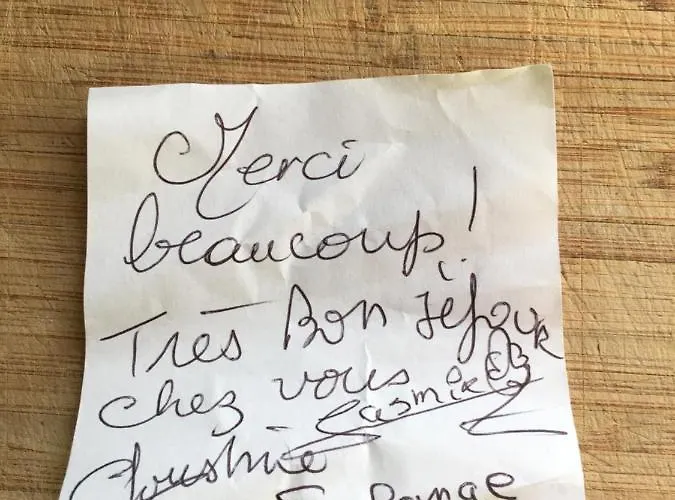 Merci
beaucoup !
Très Bon séjour
chez vous